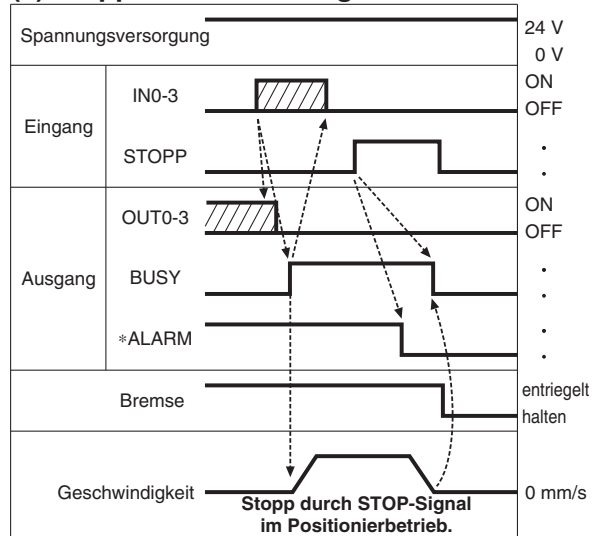 Spannungsversorgung
24 V
0 V
Eingang
IN0-3
ON
OFF
STOPP
Ausgang
OUT0-3
ON
OFF
BUSY
*ALARM
Bremse
entriegelt
halten
Geschwindigkeit
0 mm/s
Stopp durch STOP-Signal
im Positionierbetrieb.